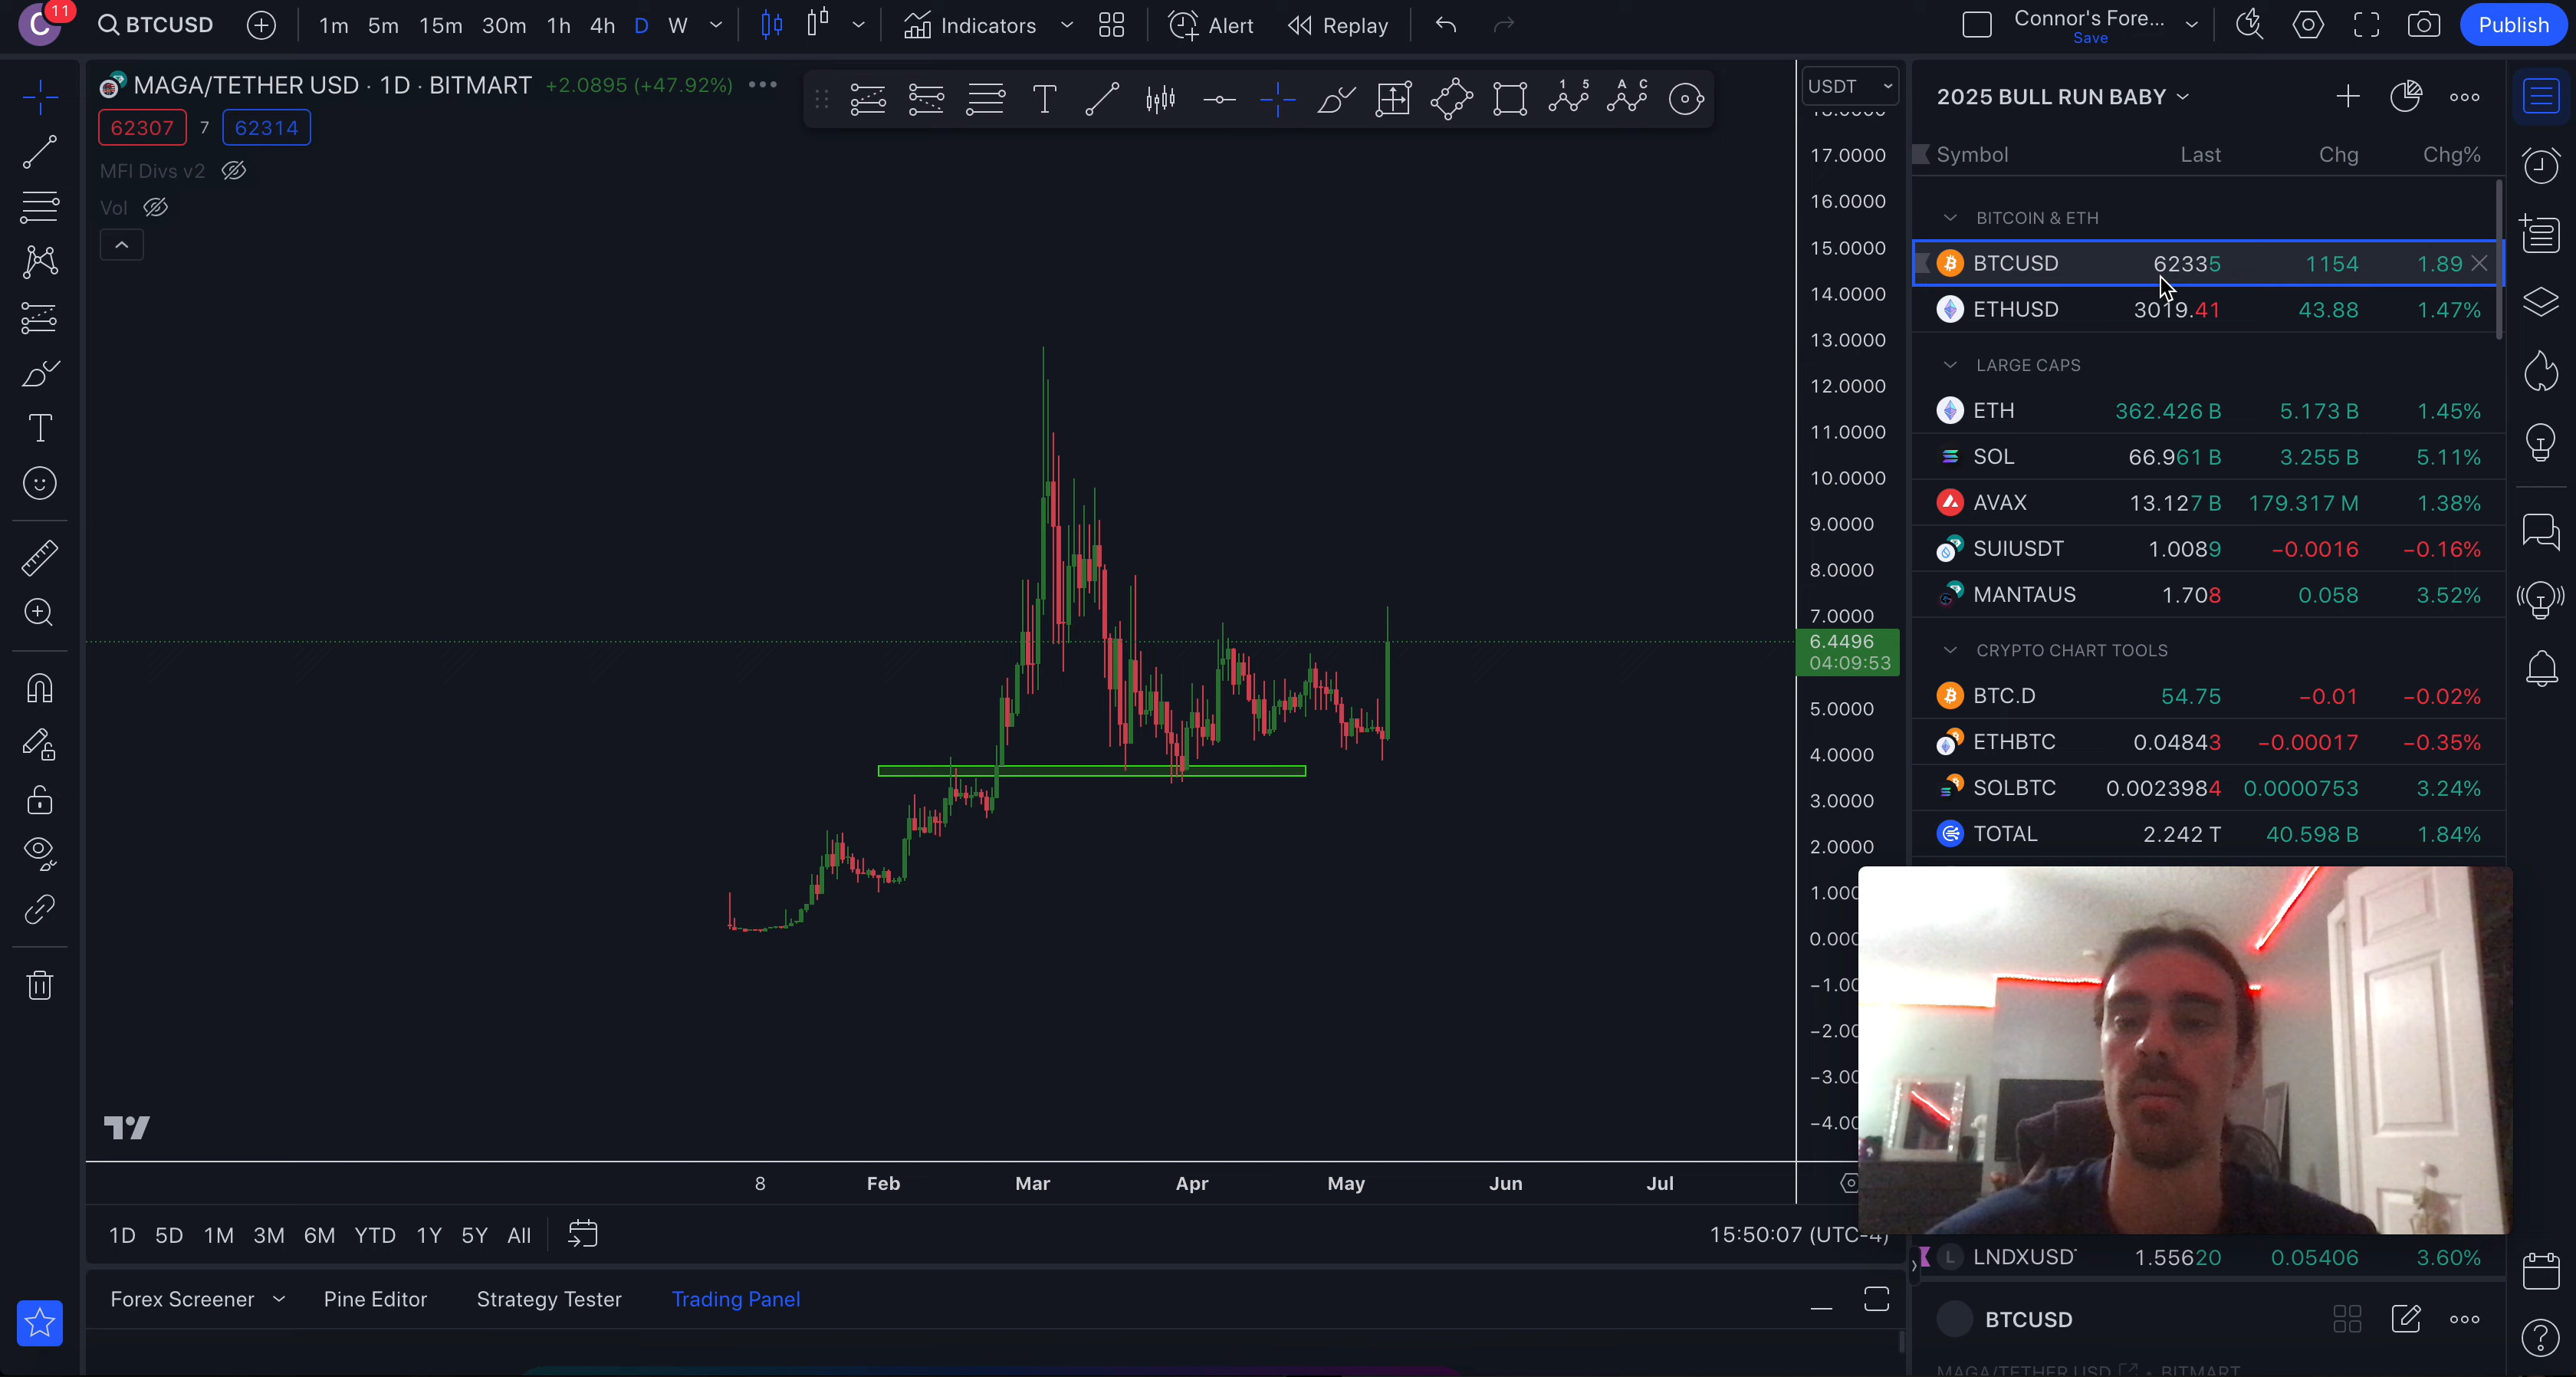 C 11 BTCUSD 1m 5m 15m 30m 1h 4h D W Indicators Alert Replay Connor's Fore... Save Publish
MAGA/TETHER USD · 1D · BITMART +2.0895 (+47.92%)
62307 7 62314
MFI Divs v2
Vol
1 5
A C
USDT
17.0000
16.0000
15.0000
14.0000
13.0000
12.0000
11.0000
10.0000
9.0000
8.0000
7.0000
6.4496
04:09:53
5.0000
4.0000
3.0000
2.0000
8 Feb Mar Apr May Jun Jul
1D 5D 1M 3M 6M YTD 1Y 5Y All 15:50:07 (UTC-4)
Forex Screener Pine Editor Strategy Tester Trading Panel
2025 BULL RUN BABY
Symbol Last Chg Chg%
BITCOIN & ETH
BTCUSD 62335 1154 1.89
ETHUSD 3019.41 43.88 1.47%
LARGE CAPS
ETH 362.426 B 5.173 B 1.45%
SOL 66.961 B 3.255 B 5.11%
AVAX 13.127 B 179.317 M 1.38%
SUIUSDT 1.0089 −0.0016 −0.16%
MANTAUS 1.708 0.058 3.52%
CRYPTO CHART TOOLS
BTC.D 54.75 −0.01 −0.02%
ETHBTC 0.04843 −0.00017 −0.35%
SOLBTC 0.0023984 0.0000753 3.24%
TOTAL 2.242 T 40.598 B 1.84%
L LNDXUSD 1.55620 0.05406 3.60%
BTCUSD
MAGA/TETHER USD • BITMART